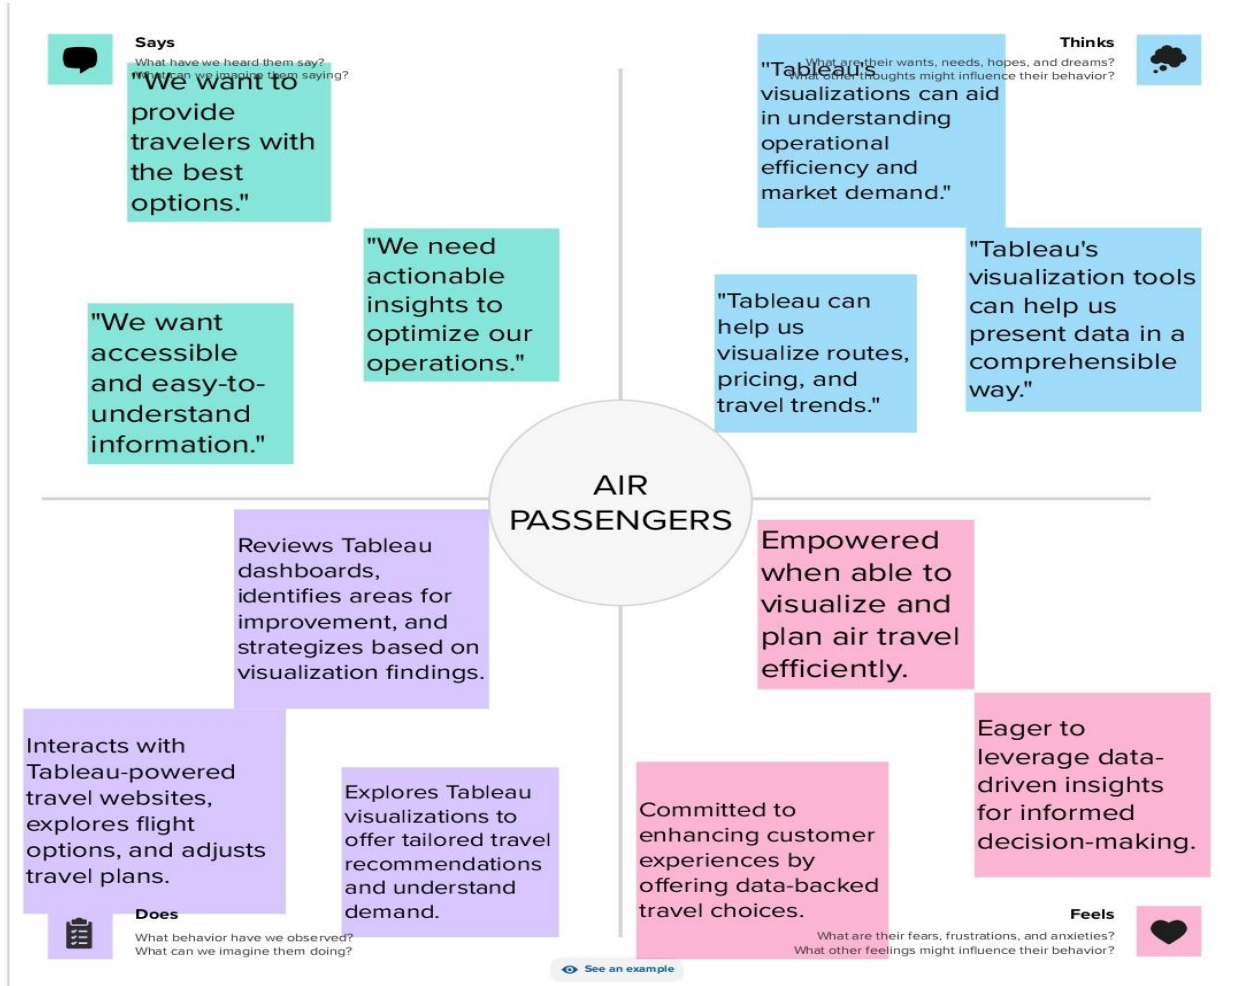 Says
What have we heard them say?
What can we imagine them saying?
"We want to
provide
travelers with
the best
options."
"We need
actionable
insights to
optimize our
operations."
"We want
accessible
and easy-to-
understand
information."
Thinks
What are their wants, needs, hopes, and dreams?
What other thoughts might influence their behavior?
"Tableau's
visualizations can aid
in understanding
operational
efficiency and
market demand."
"Tableau's
visualization tools
can help us
present data in a
comprehensible
way."
"Tableau can
help us
visualize routes,
pricing, and
travel trends."
AIR
PASSENGERS
Reviews Tableau
dashboards,
identifies areas for
improvement, and
strategizes based on
visualization findings.
Interacts with
Tableau-powered
travel websites,
explores flight
options, and adjusts
travel plans.
Explores Tableau
visualizations to
offer tailored travel
recommendations
and understand
demand.
Does
What behavior have we observed?
What can we imagine them doing?
Empowered
when able to
visualize and
plan air travel
efficiently.
Eager to
leverage data-
driven insights
for informed
decision-making.
Committed to
enhancing customer
experiences by
offering data-backed
travel choices.
Feels
What are their fears, frustrations, and anxieties?
What other feelings might influence their behavior?
See an example